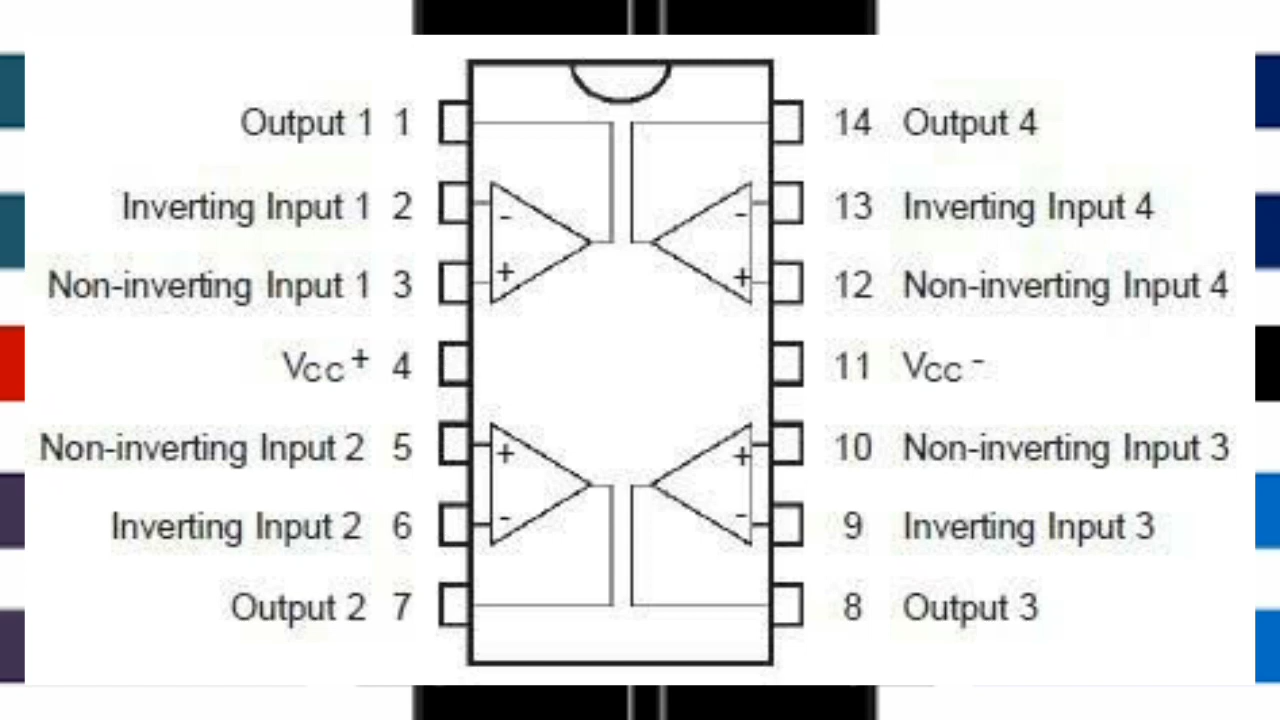 Output 1 1 14 Output 4
Inverting Input 1 2 - - 13 Inverting Input 4
Non-inverting Input 1 3 + + 12 Non-inverting Input 4
VCC + 4 11 VCC -
Non-inverting Input 2 5 + + 10 Non-inverting Input 3
Inverting Input 2 6 - - 9 Inverting Input 3
Output 2 7 8 Output 3